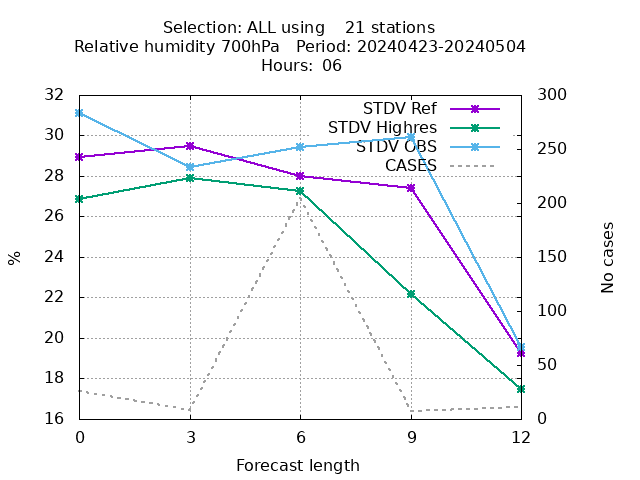 Selection: ALL using    21 stations
Relative humidity 700hPa   Period: 20240423-20240504
Hours: 06
32
30
28
26
24
22
20
18
16
%
300
250
200
150
100
50
0
No cases
STDV Ref
STDV Highres
STDV OBS
CASES
0
3
6
9
12
Forecast length